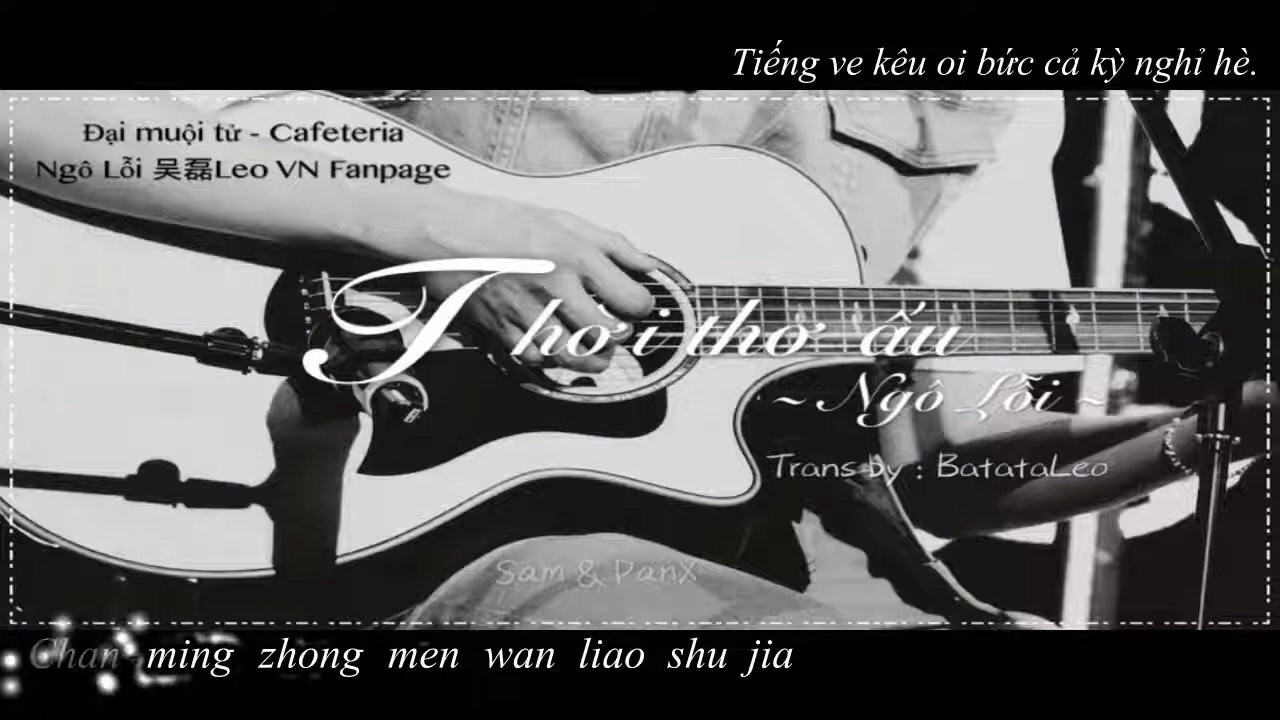 Tiếng ve kêu oi bức cả kỳ nghỉ hè.
Đại muội tử - Cafeteria
Ngô Lỗi 吴磊Leo VN Fanpage
Thơi thơ ấu
~ Ngô Lỗi ~
Trans by : BatataLeo
Sam & PanX
Chan ming zhong men wan liao shu jia